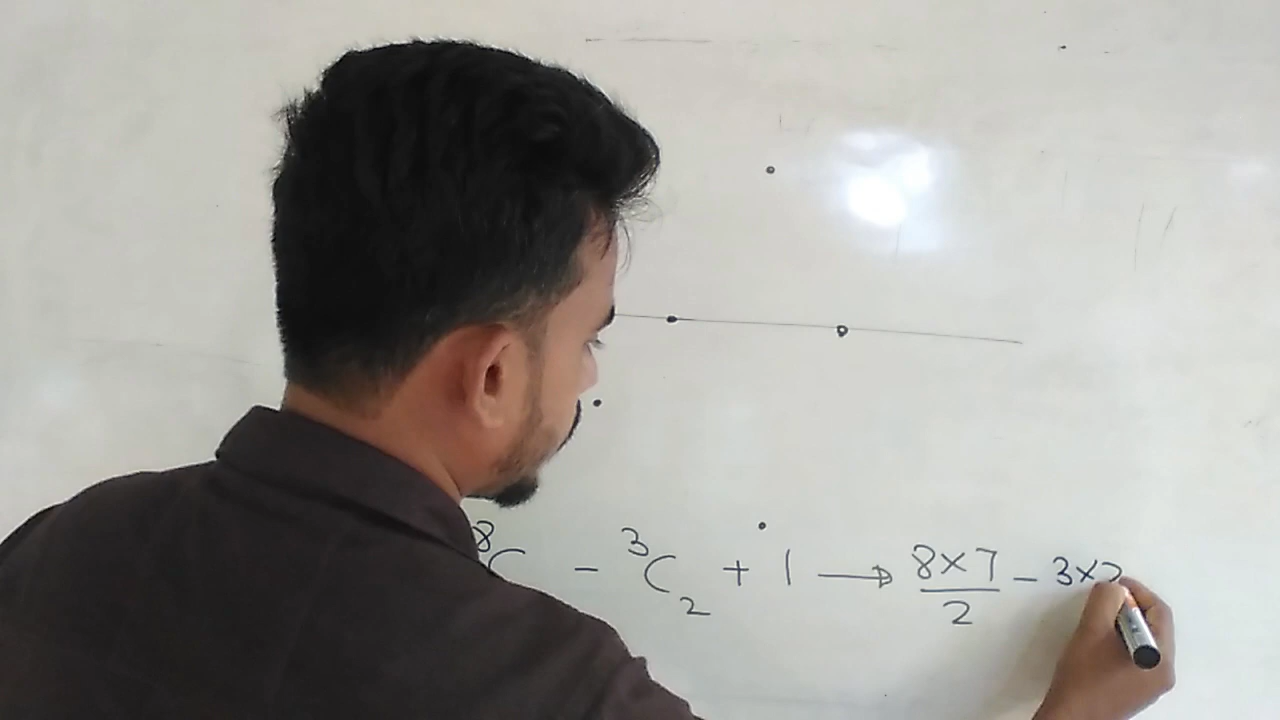 ⁸C - ³C₂ + 1 → 8×7/2 - 3×2